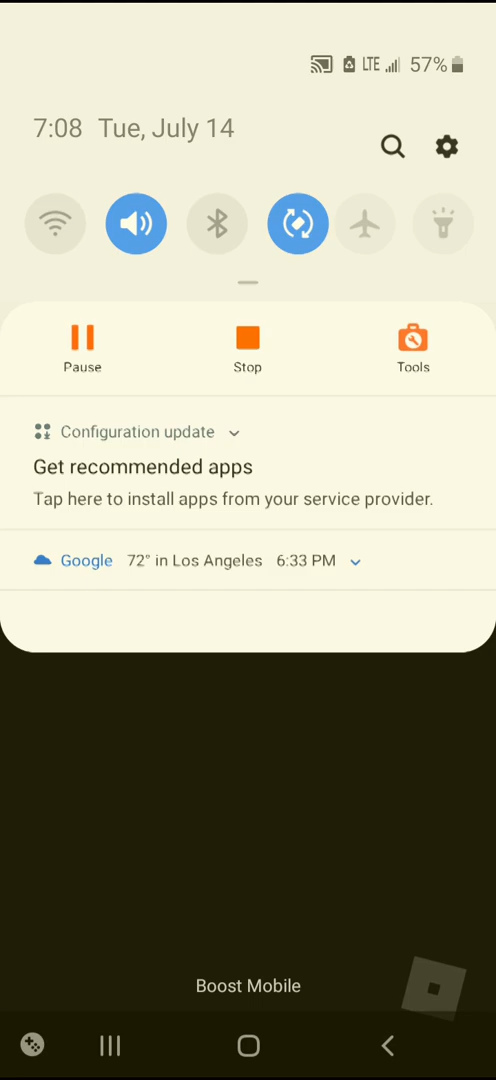 LTE 57%
7:08 Tue, July 14
Pause Stop Tools
Configuration update
Get recommended apps
Tap here to install apps from your service provider.
Google 72° in Los Angeles 6:33 PM
Boost Mobile